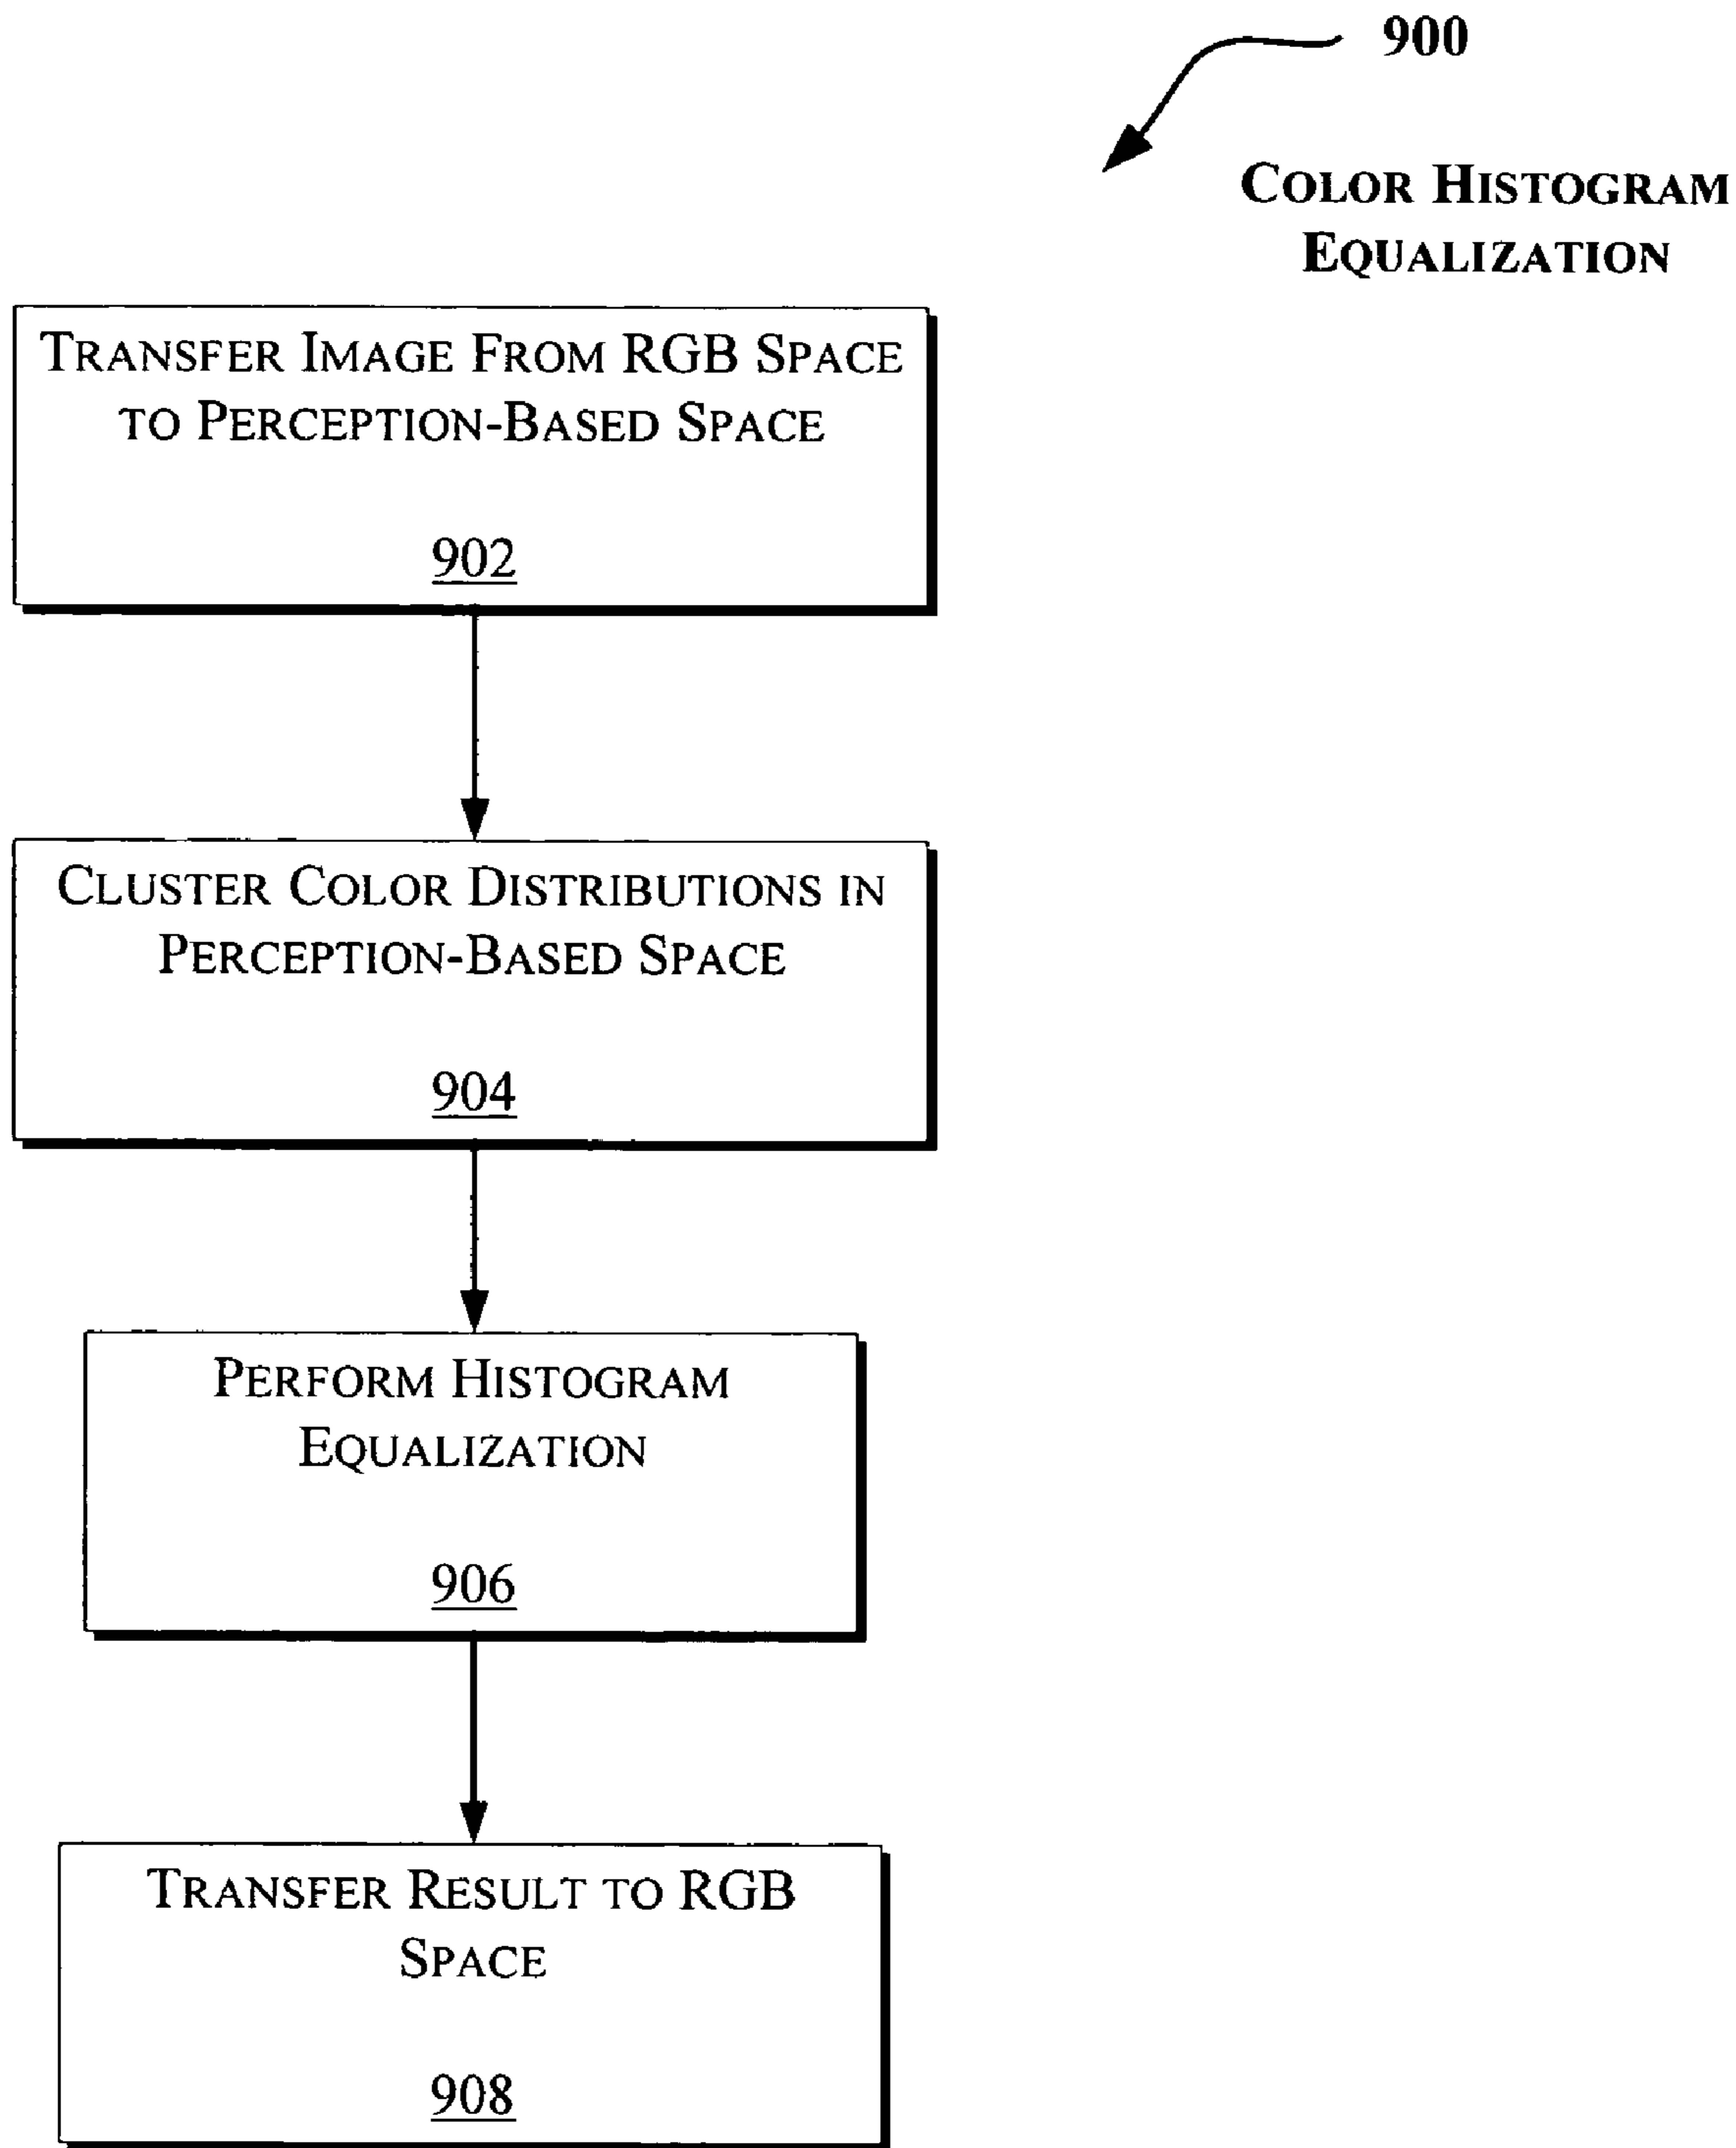 900
COLOR HISTOGRAM
EQUALIZATION
TRANSFER IMAGE FROM RGB SPACE
TO PERCEPTION-BASED SPACE
902
CLUSTER COLOR DISTRIBUTIONS IN
PERCEPTION-BASED SPACE
904
PERFORM HISTOGRAM
EQUALIZATION
906
TRANSFER RESULT TO RGB
SPACE
908